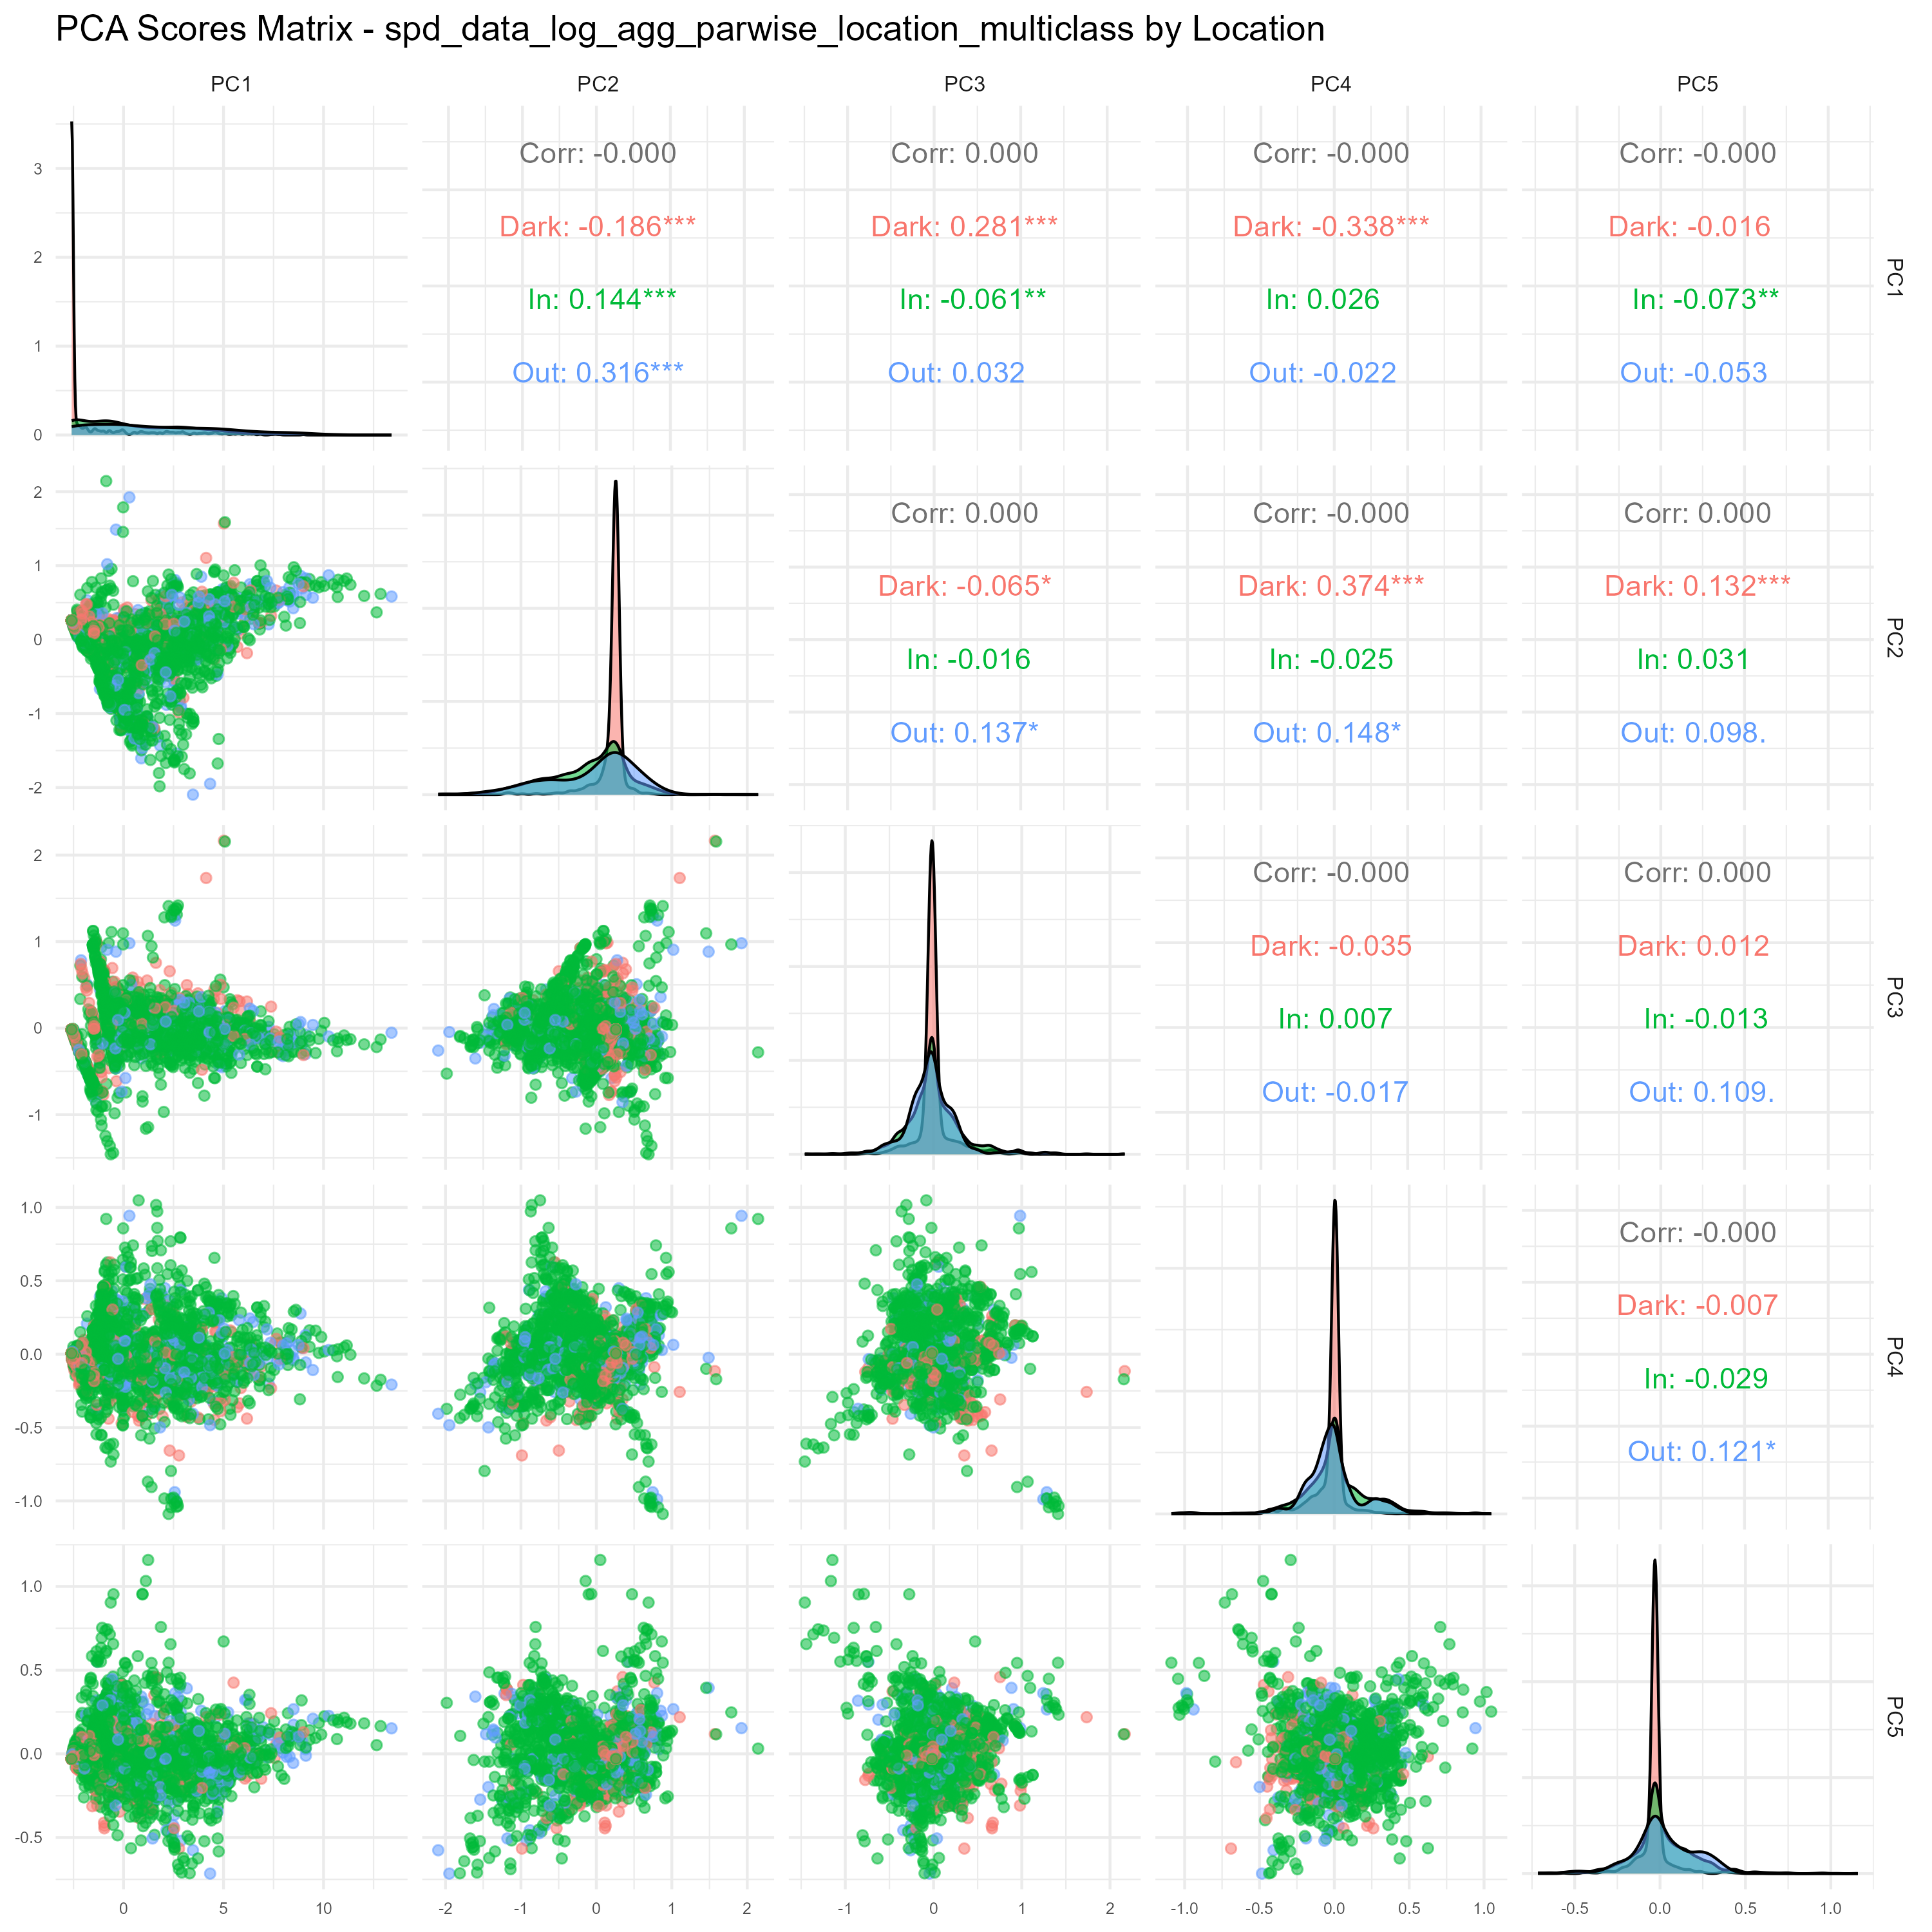 PCA Scores Matrix - spd_data_log_agg_parwise_location_multiclass by Location
PC1 PC2 PC3 PC4 PC5
3
2
1
0
Corr: -0.000
Dark: -0.186***
In: 0.144***
Out: 0.316***
Corr: 0.000
Dark: 0.281***
In: -0.061**
Out: 0.032
Corr: -0.000
Dark: -0.338***
In: 0.026
Out: -0.022
Corr: -0.000
Dark: -0.016
In: -0.073**
Out: -0.053
PC1
2
1
0
-1
-2
Corr: 0.000
Dark: -0.065*
In: -0.016
Out: 0.137*
Corr: -0.000
Dark: 0.374***
In: -0.025
Out: 0.148*
Corr: 0.000
Dark: 0.132***
In: 0.031
Out: 0.098.
PC2
2
1
0
-1
Corr: -0.000
Dark: -0.035
In: 0.007
Out: -0.017
Corr: 0.000
Dark: 0.012
In: -0.013
Out: 0.109.
PC3
1.0
0.5
0.0
-0.5
-1.0
Corr: -0.000
Dark: -0.007
In: -0.029
Out: 0.121*
PC4
1.0
0.5
0.0
-0.5
PC5
0 5 10
-2 -1 0 1 2
-1 0 1 2
-1.0 -0.5 0.0 0.5 1.0
-0.5 0.0 0.5 1.0